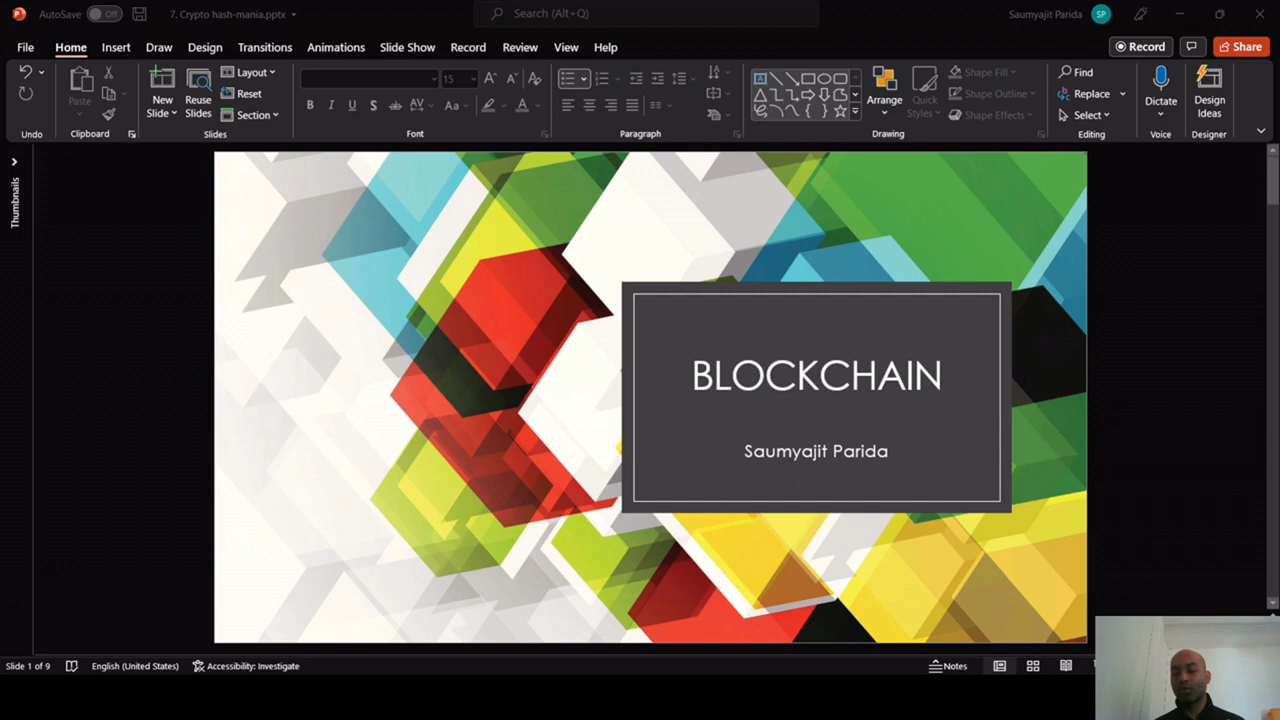 AutoSave Off 7. Crypto hash-mania.pptx Search (Alt+Q) Saumyajit Parida SP
File Home Insert Draw Design Transitions Animations Slide Show Record Review View Help Record Share
Undo
Paste
Clipboard
New Slide
Reuse Slides
Layout
Reset
Section
Slides
15
Font
Paragraph
Arrange
Quick Styles
Shape Fill
Shape Outline
Shape Effects
Drawing
Find
Replace
Select
Editing
Dictate
Voice
Design Ideas
Designer
Thumbnails
BLOCKCHAIN
Saumyajit Parida
Slide 1 of 9 English (United States) Accessibility: Investigate Notes